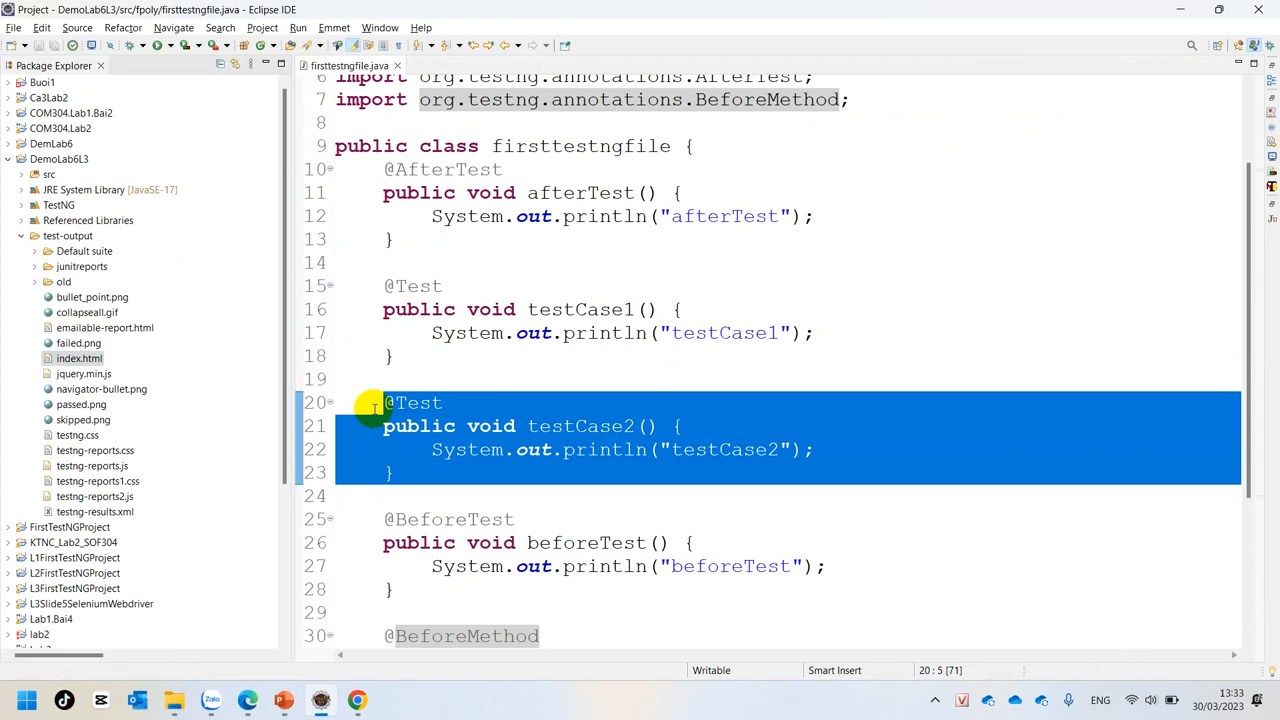 Project - DemoLab6L3/src/fpoly/firsttestngfile.java - Eclipse IDE
File Edit Source Refactor Navigate Search Project Run Emmet Window Help
Package Explorer
firsttestngfile.java
Buoi1
Ca3Lab2
COM304.Lab1.Bai2
COM304.Lab2
DemLab6
DemoLab6L3
src
JRE System Library [JavaSE-17]
TestNG
Referenced Libraries
test-output
Default suite
junitreports
old
bullet_point.png
collapseall.gif
emailable-report.html
failed.png
index.html
jquery.min.js
navigator-bullet.png
passed.png
skipped.png
testng.css
testng-reports.css
testng-reports.js
testng-reports1.css
testng-reports2.js
testng-results.xml
FirstTestNGProject
KTNC_Lab2_SOF304
L1FirstTestNGProject
L2FirstTestNGProject
L3FirstTestNGProject
L3Slide5SeleniumWebdriver
Lab1.Bai4
lab2
6 import org.testng.annotations.AfterTest;
7 import org.testng.annotations.BeforeMethod;
8
9 public class firsttestngfile {
10 @AfterTest
11 public void afterTest() {
12 System.out.println("afterTest");
13 }
14
15 @Test
16 public void testCase1() {
17 System.out.println("testCase1");
18 }
19
20 @Test
21 public void testCase2() {
22 System.out.println("testCase2");
23 }
24
25 @BeforeTest
26 public void beforeTest() {
27 System.out.println("beforeTest");
28 }
29
30 @BeforeMethod
Writable Smart Insert 20 : 5 [71]
Zalo ENG 13:33
30/03/2023